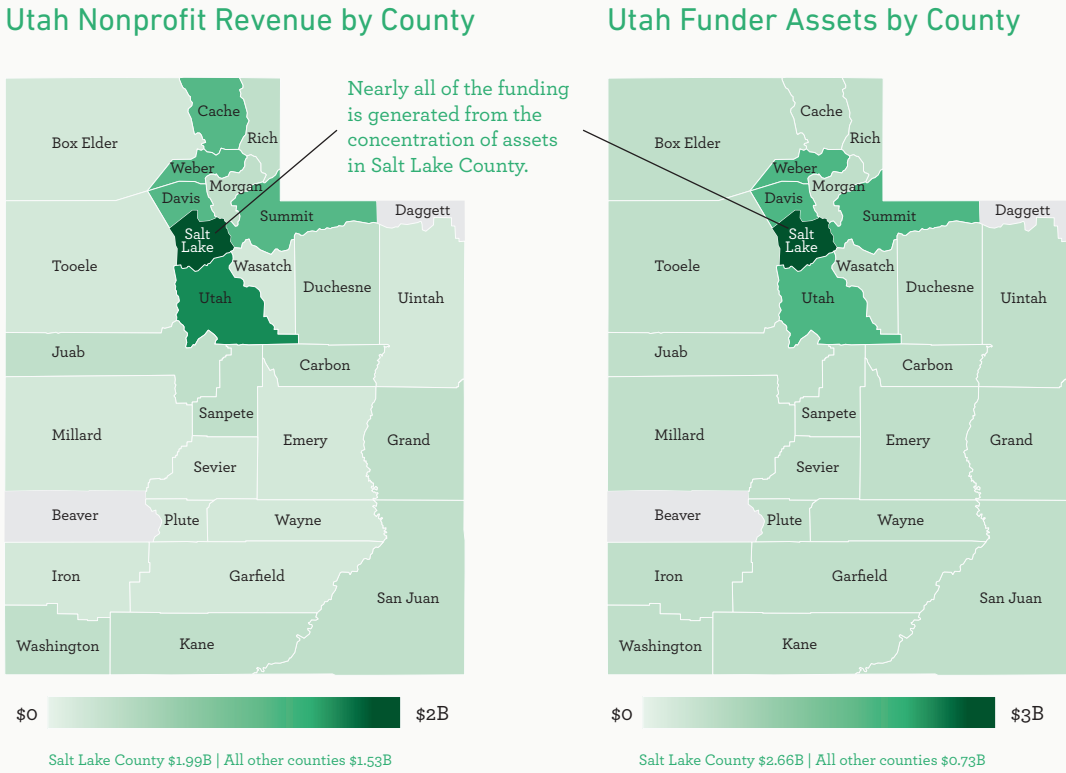 Utah Nonprofit Revenue by County
Utah Funder Assets by County
Nearly all of the funding
is generated from the
concentration of assets
in Salt Lake County.
Cache
Rich
Box Elder
Weber
Morgan
Davis
Summit
Daggett
Salt
Lake
Tooele
Wasatch
Duchesne
Uintah
Utah
Juab
Carbon
Sanpete
Millard
Emery
Grand
Sevier
Beaver
Plute
Wayne
Iron
Garfield
San Juan
Washington
Kane
$0
$2B
Salt Lake County $1.99B | All other counties $1.53B
Cache
Rich
Box Elder
Weber
Morgan
Davis
Summit
Daggett
Salt
Lake
Tooele
Wasatch
Duchesne
Uintah
Utah
Juab
Carbon
Sanpete
Millard
Emery
Grand
Sevier
Beaver
Plute
Wayne
Iron
Garfield
San Juan
Washington
Kane
$0
$3B
Salt Lake County $2.66B | All other counties $0.73B